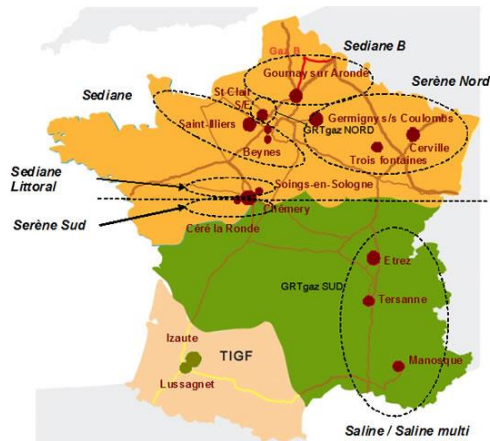 Gaz B
Sediane B
Gournay sur Aronde
Serène Nord
St-Clair
S/E
Sediane
Saint-Illiers
Germigny s/s Coulombs
GRTgaz NORD
Cerville
Beynes
Trois fontaines
Sediane
Littoral
Soings-en-Sologne
Chémery
Serène Sud
Céré la Ronde
Etrez
GRTgaz SUD
Tersanne
Izaute
TIGF
Manosque
Lussagnet
Saline / Saline multi